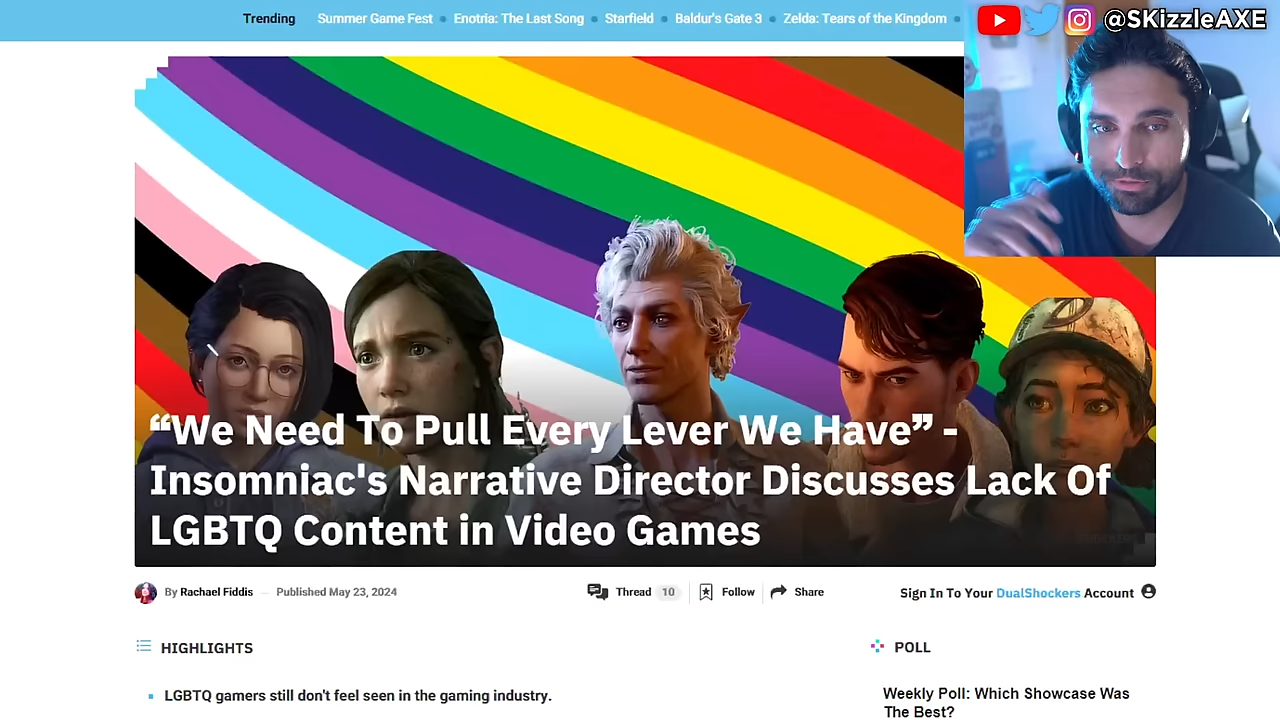 Trending Summer Game Fest Enotria: The Last Song Starfield Baldur's Gate 3 Zelda: Tears of the Kingdom
@SKizzleAXE
“We Need To Pull Every Lever We Have” -
Insomniac's Narrative Director Discusses Lack Of
LGBTQ Content in Video Games
By Rachael Fiddis Published May 23, 2024 Thread 10 Follow Share Sign In To Your DualShockers Account
HIGHLIGHTS
POLL
LGBTQ gamers still don't feel seen in the gaming industry.
Weekly Poll: Which Showcase Was
The Best?